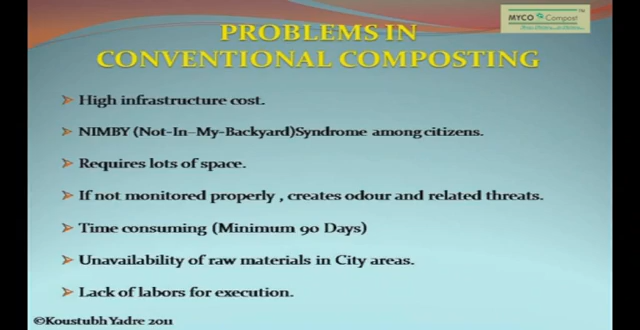 MYCO Compost ™
PROBLEMS IN
CONVENTIONAL COMPOSTING
High infrastructure cost.
NIMBY (Not-In-My-Backyard)Syndrome among citizens.
Requires lots of space.
If not monitored properly , creates odour and related threats.
Time consuming (Minimum 90 Days)
Unavailability of raw materials in City areas.
Lack of labors for execution.
©Koustubh Yadre 2011